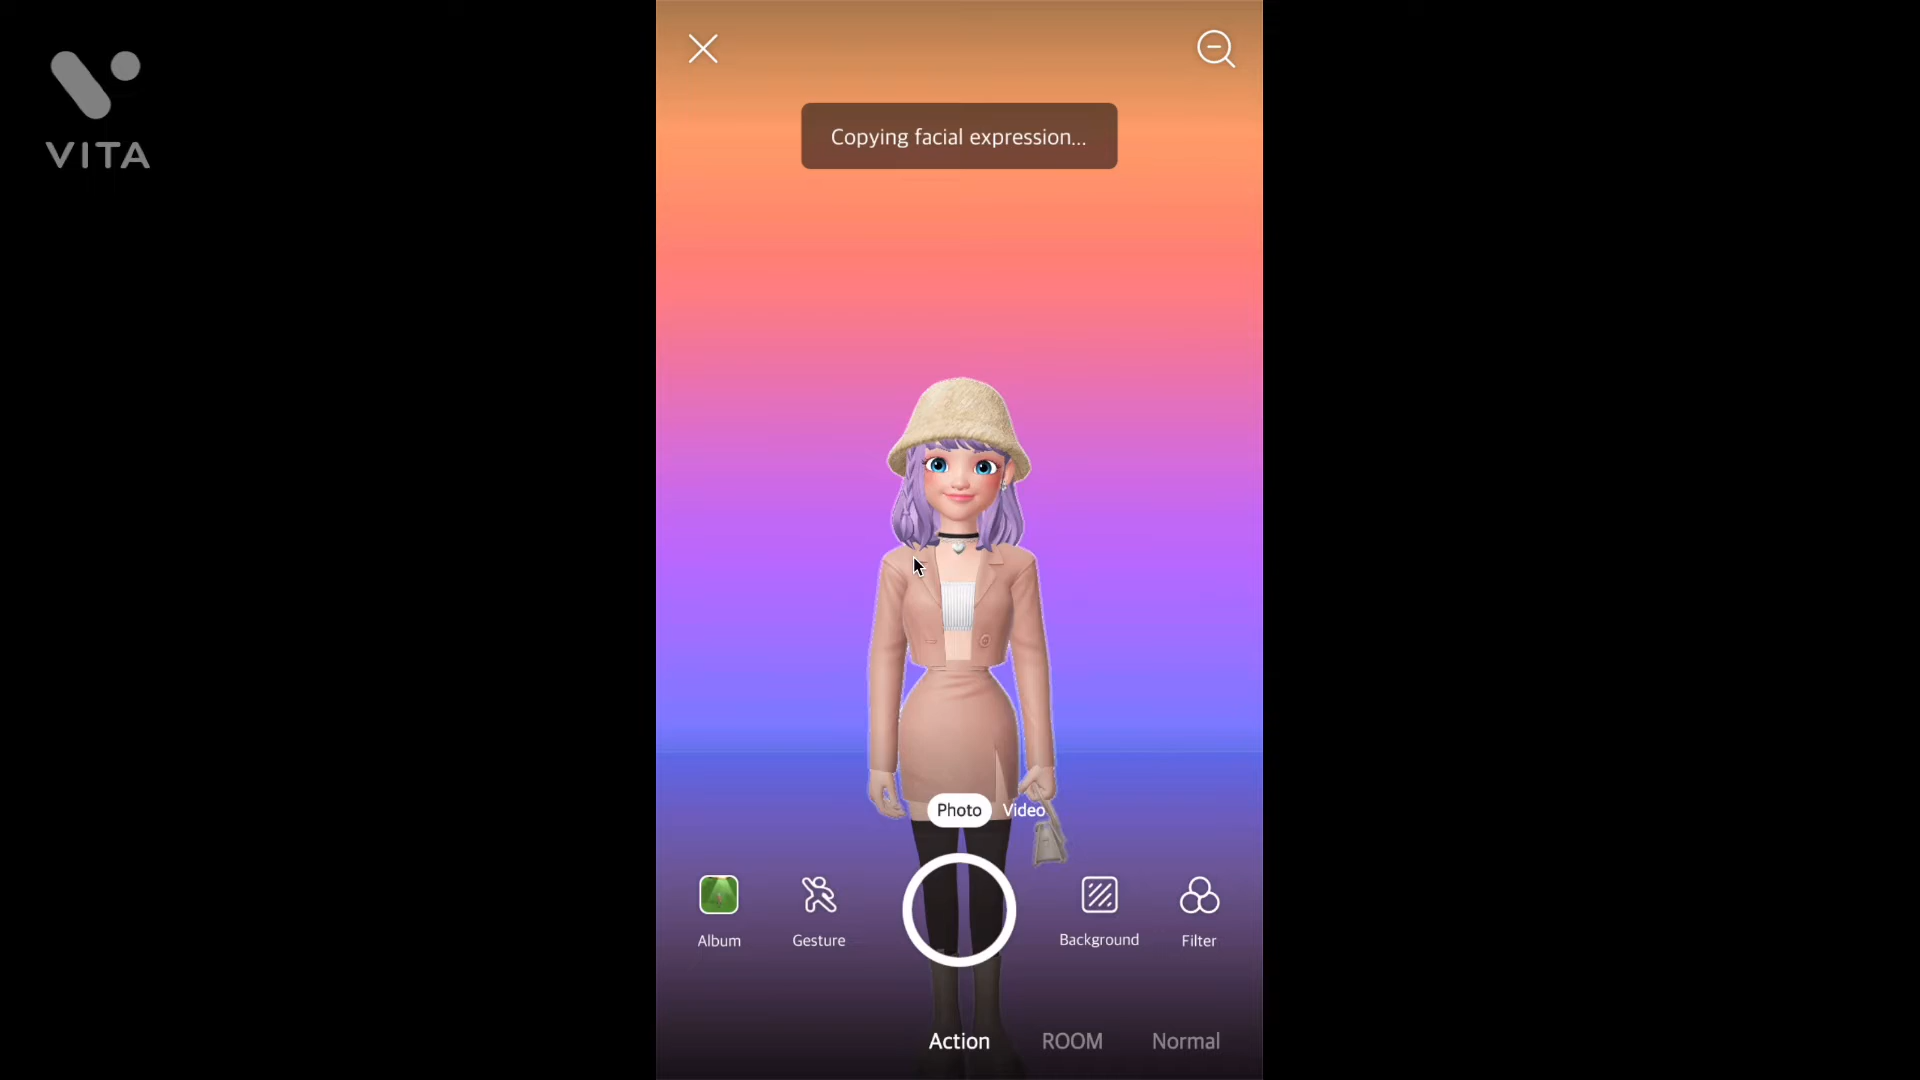 VITA
Copying facial expression...
Photo Video
Album Gesture Background Filter
Action ROOM Normal